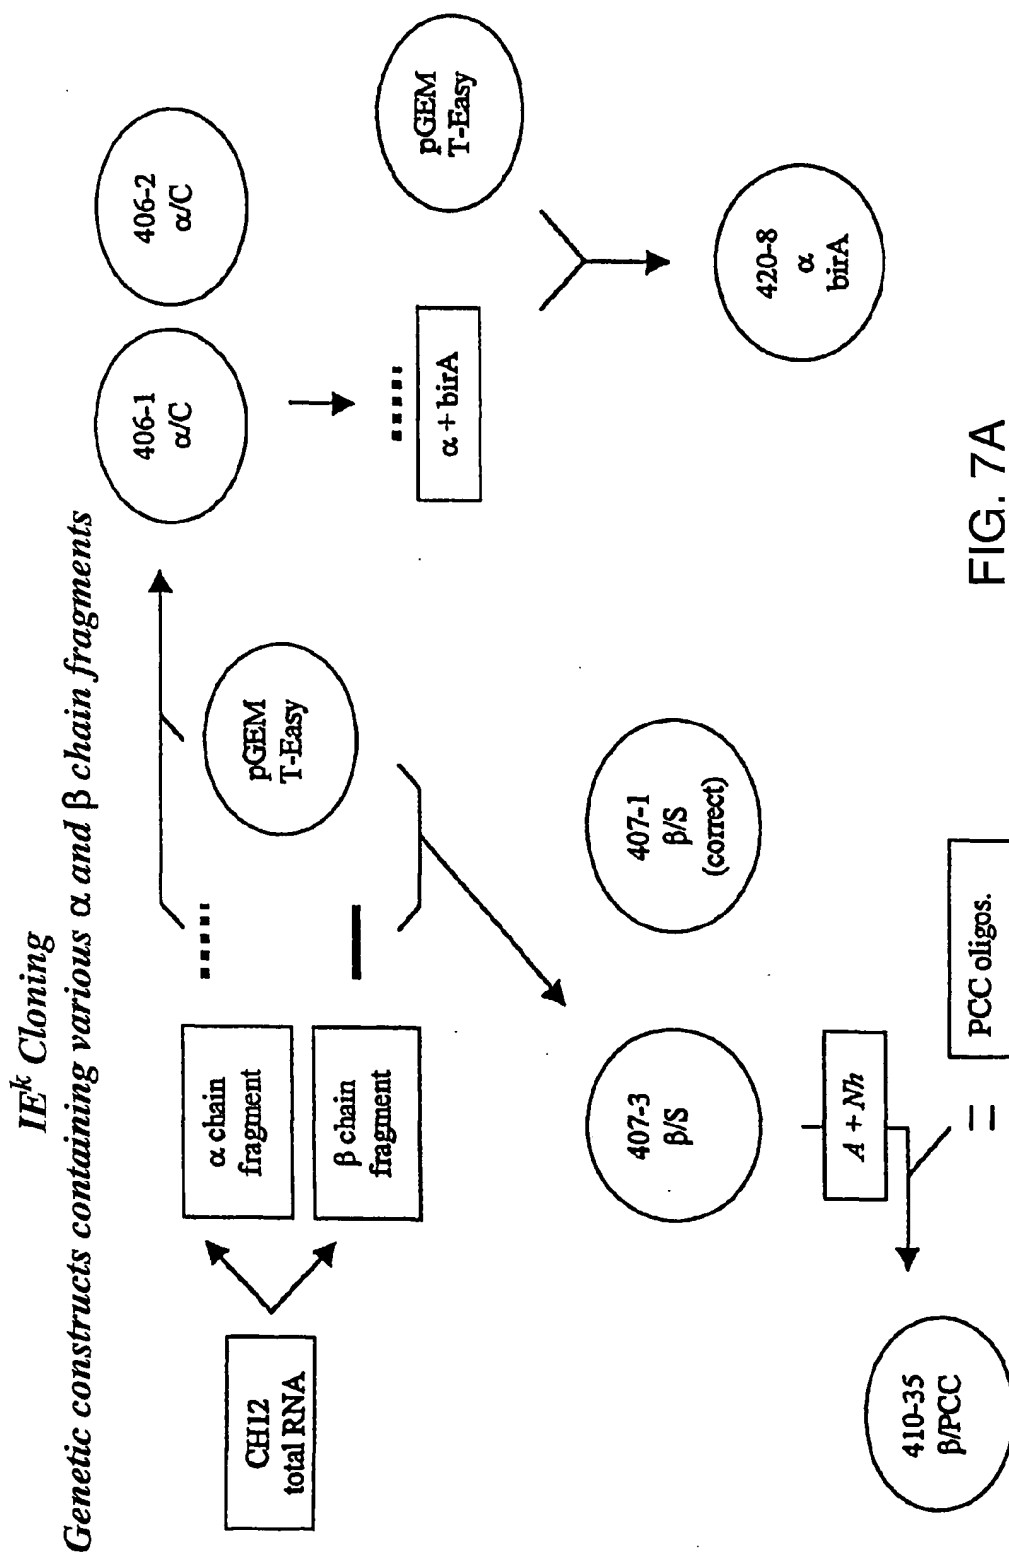 IEᵏ Cloning
Genetic constructs containing various α and β chain fragments
CH12
total RNA
α chain
fragment
β chain
fragment
pGEM
T-Easy
406-1
α/C
406-2
α/C
α + birA
pGEM
T-Easy
420-8
α
birA
407-3
β/S
407-1
β/S
(correct)
A + Nh
PCC oligos.
410-35
β/PCC
FIG. 7A